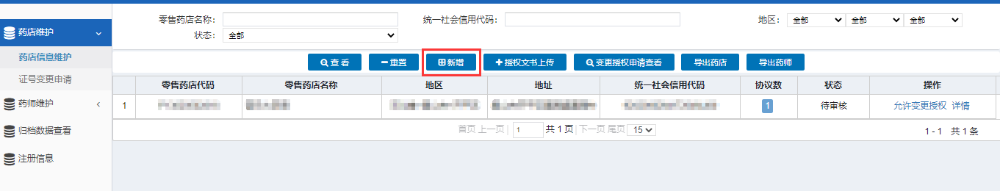 零售药店名称:
统一社会信用代码:
地区: 全部 全部 全部
状态: 全部
药店维护
药店信息维护
证号变更申请
药师维护
归档数据查看
注册信息
查 看 重置 新增 授权文书上传 变更授权申请查看 导出药店 导出药师
零售药店代码 零售药店名称 地区 地址 统一社会信用代码 协议数 状态 操作
1 1 待审核 允许变更授权 详情
首页 上一页 | 1 共 1 页 | 下一页 尾页 15
1 - 1 共 1 条